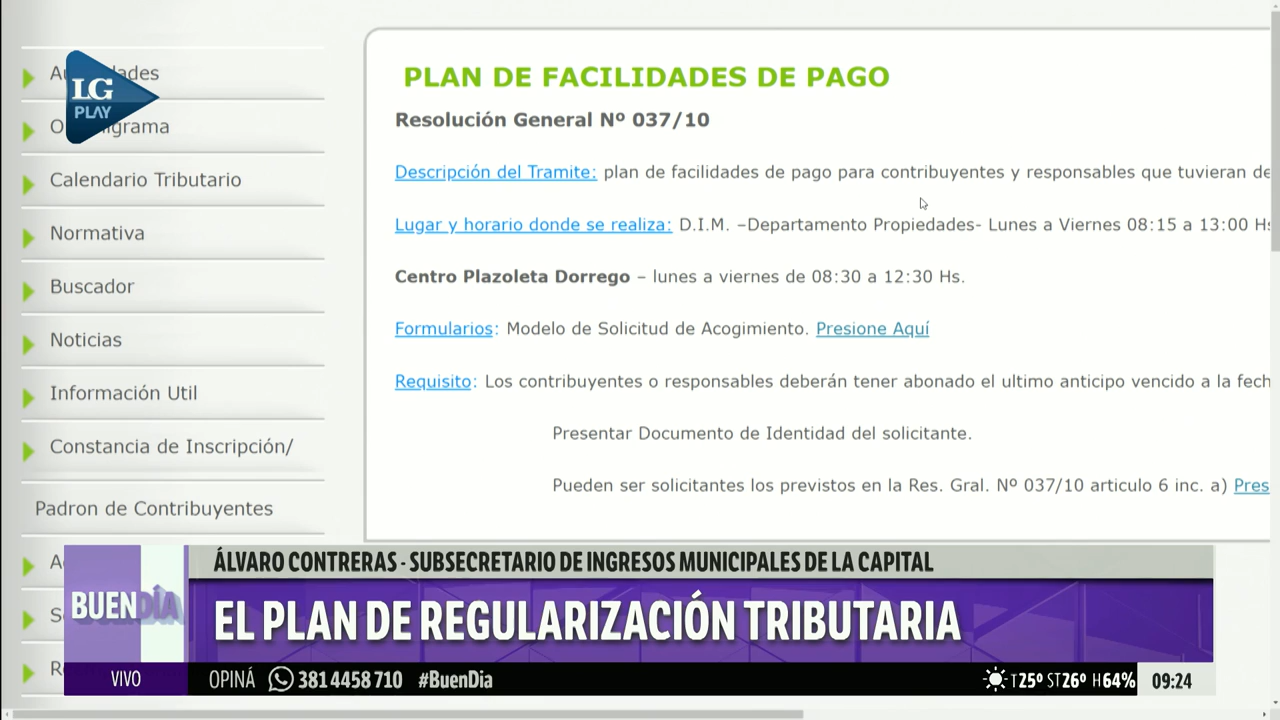 LG
PLAY
Calendario Tributario
Normativa
Buscador
Noticias
Información Util
Constancia de Inscripción/
Padron de Contribuyentes
PLAN DE FACILIDADES DE PAGO
Resolución General Nº 037/10
Descripción del Tramite: plan de facilidades de pago para contribuyentes y responsables que tuvieran de
Lugar y horario donde se realiza: D.I.M. –Departamento Propiedades- Lunes a Viernes 08:15 a 13:00 Hs
Centro Plazoleta Dorrego – lunes a viernes de 08:30 a 12:30 Hs.
Formularios: Modelo de Solicitud de Acogimiento. Presione Aquí
Requisito: Los contribuyentes o responsables deberán tener abonado el ultimo anticipo vencido a la fech
Presentar Documento de Identidad del solicitante.
Pueden ser solicitantes los previstos en la Res. Gral. Nº 037/10 articulo 6 inc. a) Pres
ÁLVARO CONTRERAS - SUBSECRETARIO DE INGRESOS MUNICIPALES DE LA CAPITAL
BUENDÍA
EL PLAN DE REGULARIZACIÓN TRIBUTARIA
VIVO OPINÁ 381 4458 710 #BuenDia T25º ST26º H64% 09:24